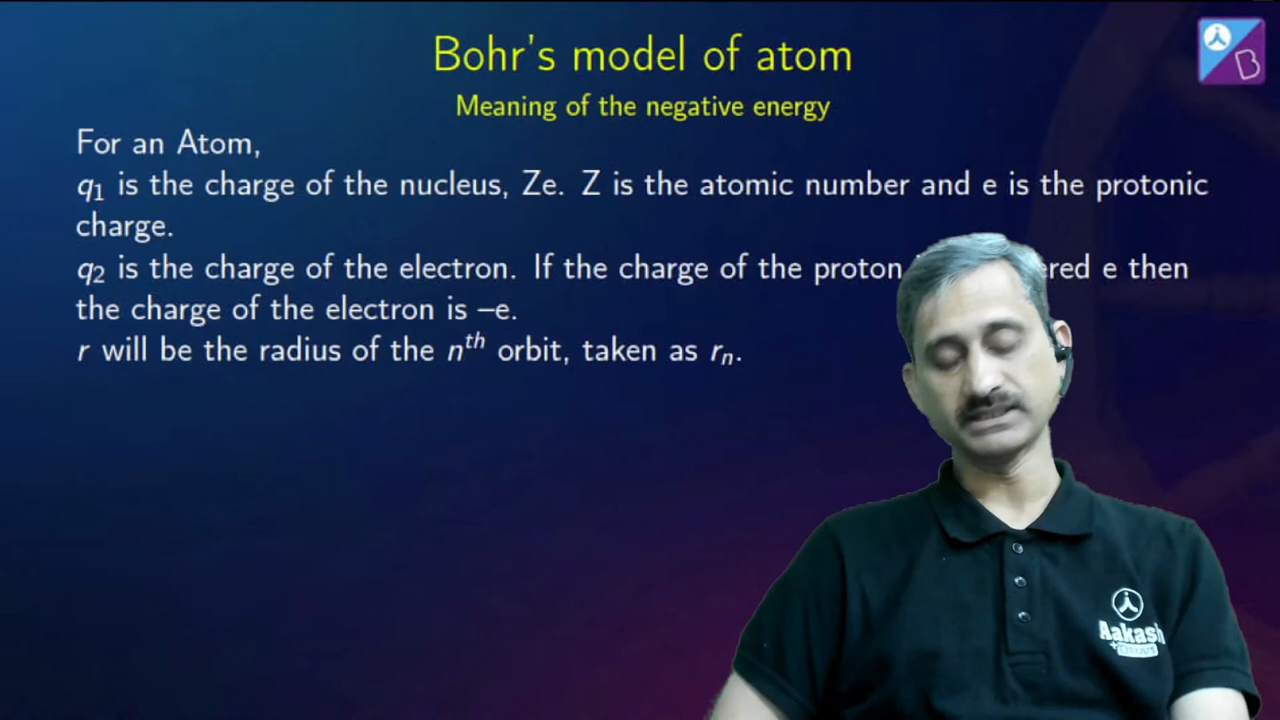 Bohr's model of atom
Meaning of the negative energy
For an Atom,
q₁ is the charge of the nucleus, Ze. Z is the atomic number and e is the protonic
charge.
q₂ is the charge of the electron. If the charge of the proton e then
the charge of the electron is –e.
r will be the radius of the nᵗʰ orbit, taken as rₙ.
B
Aakash